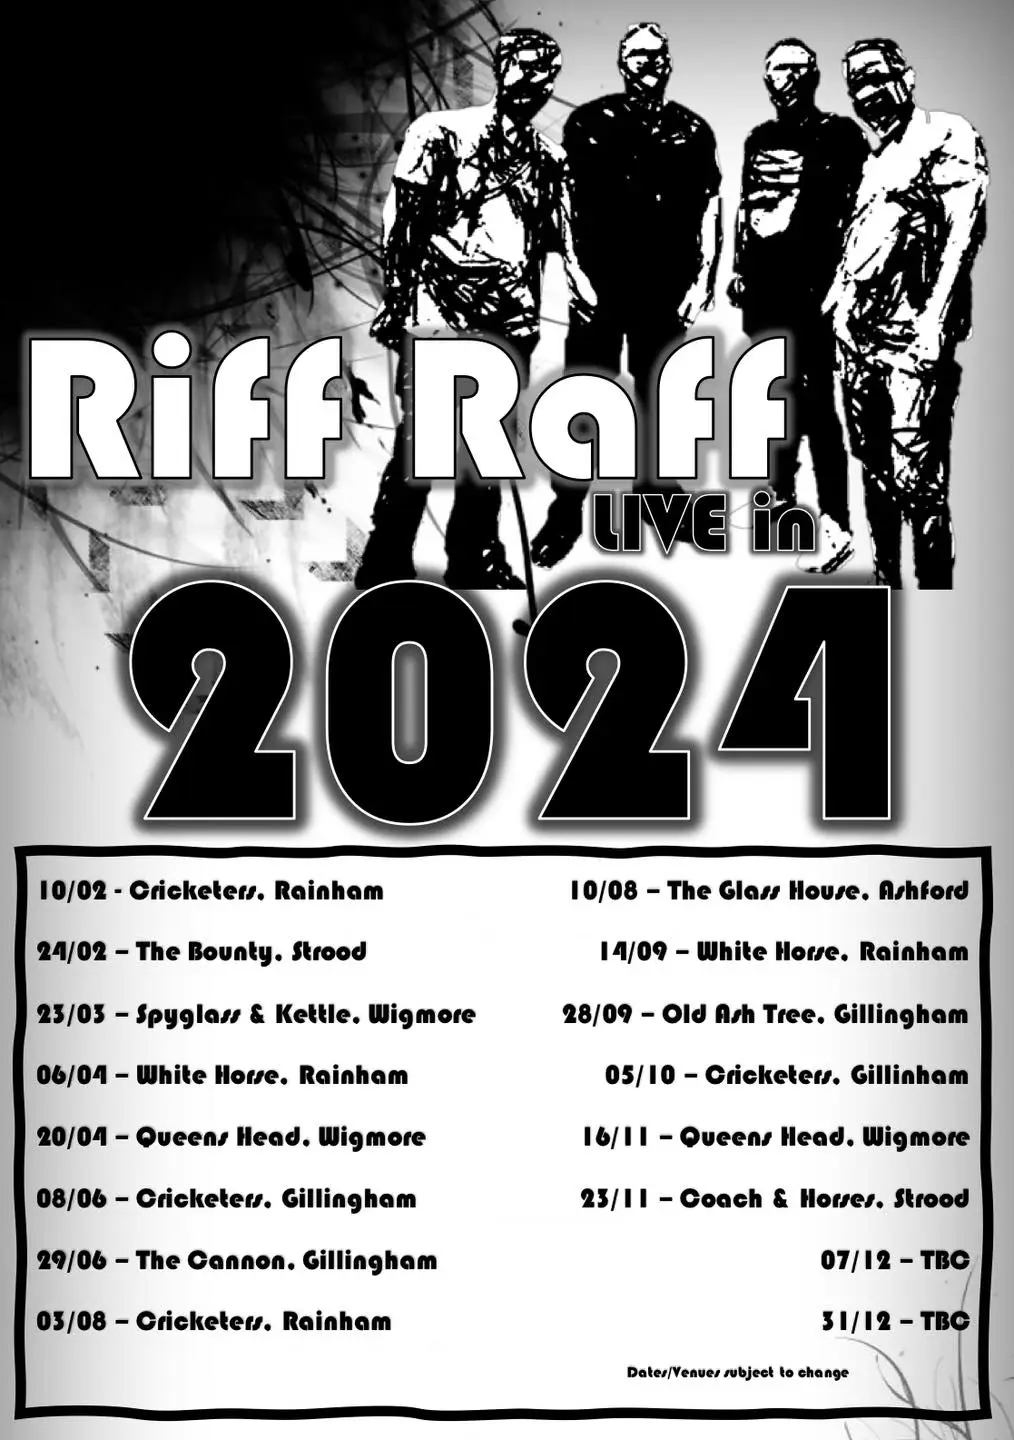 Riff Raff
LIVE in
2024
10/02 - Cricketers, Rainham
24/02 – The Bounty, Strood
23/03 – Spyglass & Kettle, Wigmore
06/04 – White Horse, Rainham
20/04 – Queens Head, Wigmore
08/06 – Cricketers, Gillingham
29/06 – The Cannon, Gillingham
03/08 – Cricketers, Rainham
10/08 – The Glass House, Ashford
14/09 – White Horse, Rainham
28/09 – Old Ash Tree, Gillingham
05/10 – Cricketers, Gillinham
16/11 – Queens Head, Wigmore
23/11 – Coach & Horses, Strood
07/12 – TBC
31/12 – TBC
Dates/Venues subject to change